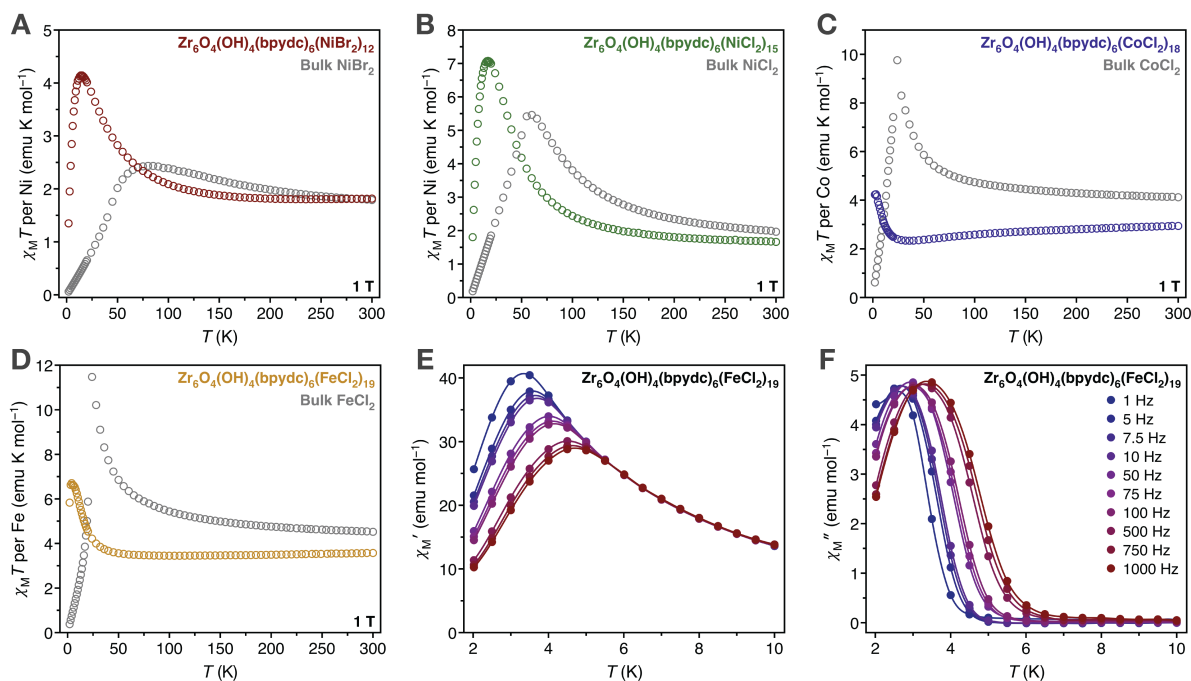 A
Zr₆O₄(OH)₄(bpydc)₆(NiBr₂)₁₂
Bulk NiBr₂
χ_M T per Ni (emu K mol⁻¹)
5
4
3
2
1
0
0 50 100 150 200 250 300
T (K)
1 T
B
Zr₆O₄(OH)₄(bpydc)₆(NiCl₂)₁₅
Bulk NiCl₂
χ_M T per Ni (emu K mol⁻¹)
8
7
6
5
4
3
2
1
0
0 50 100 150 200 250 300
T (K)
1 T
C
Zr₆O₄(OH)₄(bpydc)₆(CoCl₂)₁₈
Bulk CoCl₂
χ_M T per Co (emu K mol⁻¹)
10
8
6
4
2
0
0 50 100 150 200 250 300
T (K)
1 T
D
Zr₆O₄(OH)₄(bpydc)₆(FeCl₂)₁₉
Bulk FeCl₂
χ_M T per Fe (emu K mol⁻¹)
12
10
8
6
4
2
0
0 50 100 150 200 250 300
T (K)
1 T
E
Zr₆O₄(OH)₄(bpydc)₆(FeCl₂)₁₉
χ_M′ (emu mol⁻¹)
40
30
20
10
0
2 4 6 8 10
T (K)
F
Zr₆O₄(OH)₄(bpydc)₆(FeCl₂)₁₉
χ_M″ (emu mol⁻¹)
5
4
3
2
1
0
1 Hz
5 Hz
7.5 Hz
10 Hz
50 Hz
75 Hz
100 Hz
500 Hz
750 Hz
1000 Hz
2 4 6 8 10
T (K)